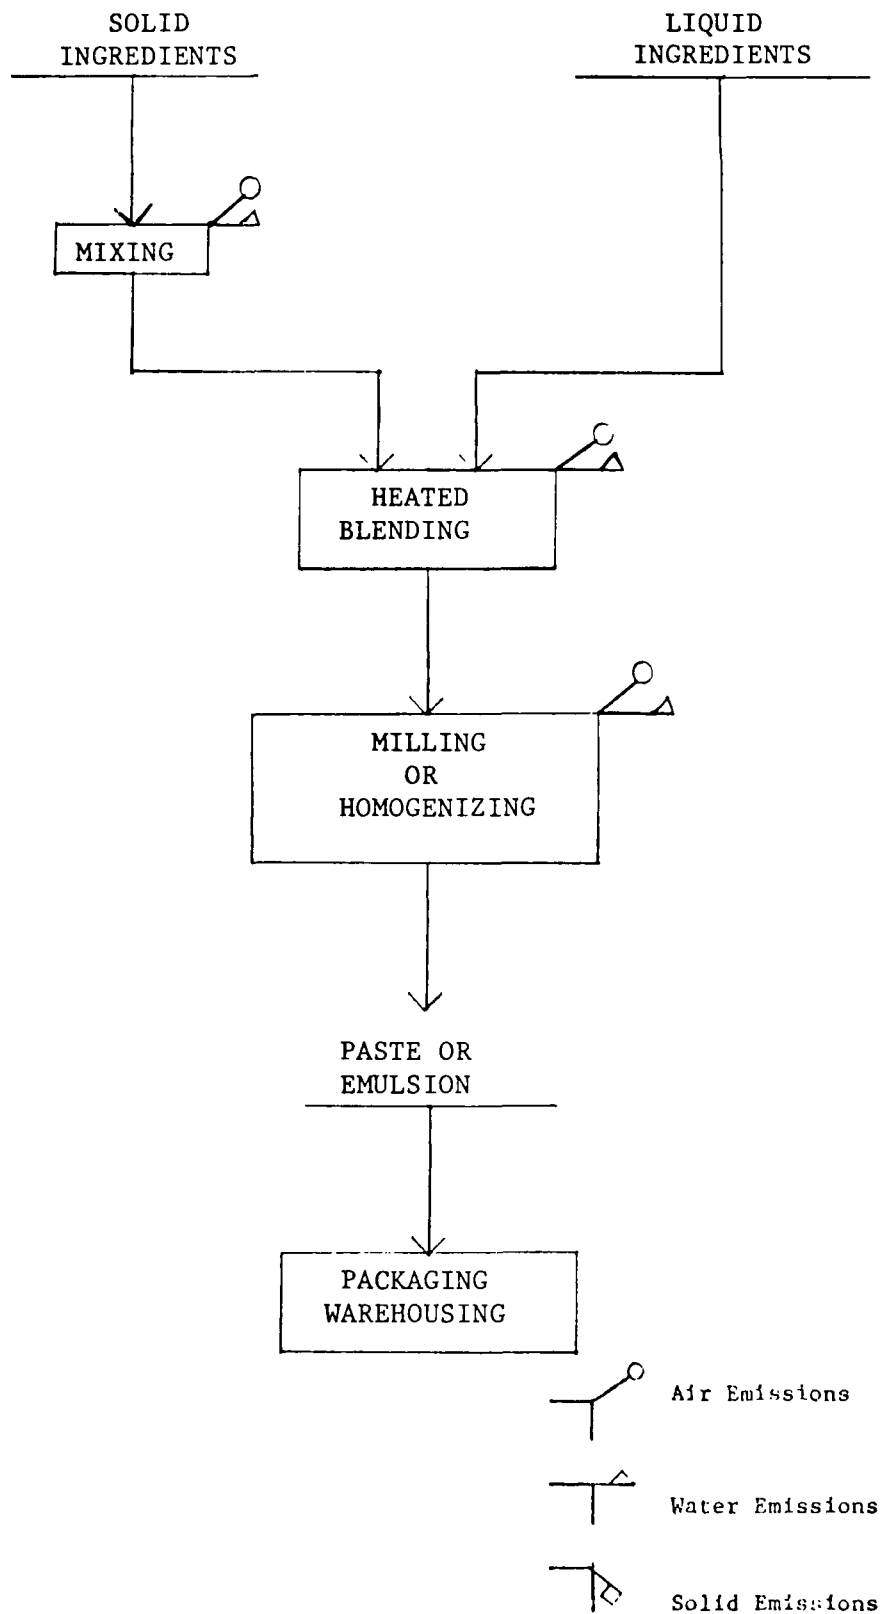 SOLID
INGREDIENTS
LIQUID
INGREDIENTS
MIXING
HEATED
BLENDING
MILLING
OR
HOMOGENIZING
PASTE OR
EMULSION
PACKAGING
WAREHOUSING
Air Emissions
Water Emissions
Solid Emissions